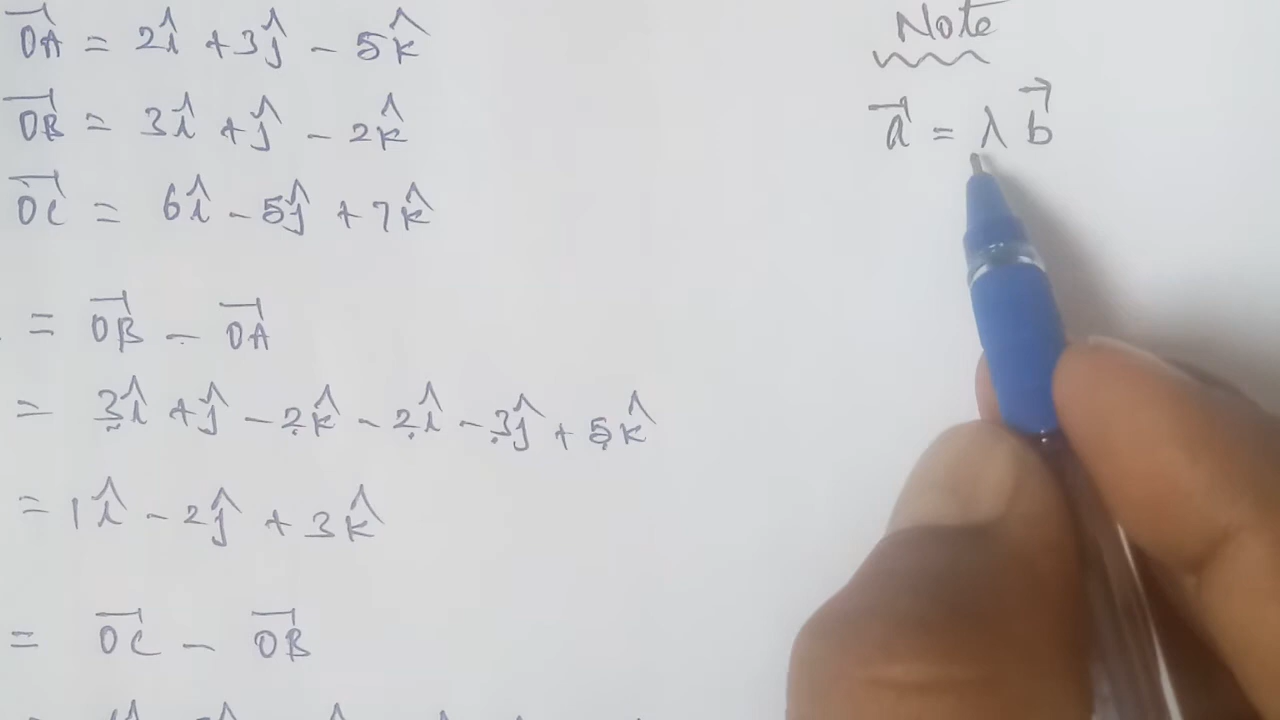 OA⃗ = 2î + 3ĵ - 5k̂
OB⃗ = 3î + ĵ - 2k̂
OC⃗ = 6î - 5ĵ + 7k̂
= OB⃗ - OA⃗
= 3î + ĵ - 2k̂ - 2î - 3ĵ + 5k̂
= 1î - 2ĵ + 3k̂
= OC⃗ - OB⃗
Note
a⃗ = λ b⃗